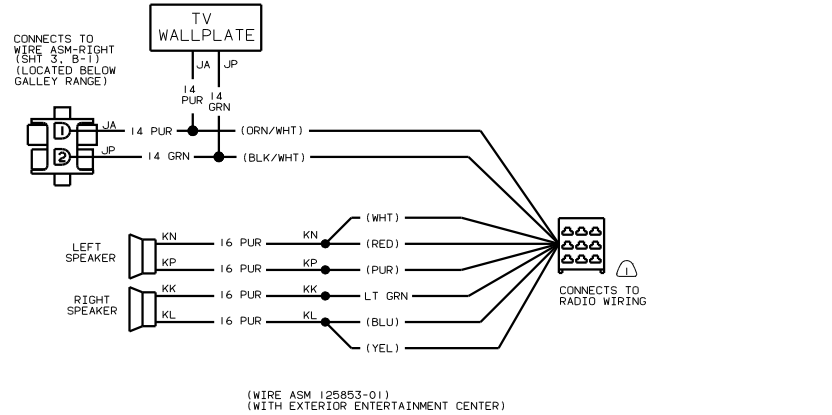 TV
WALLPLATE
CONNECTS TO
WIRE ASM-RIGHT
(SHT 3, B-1)
(LOCATED BELOW
GALLEY RANGE)
JA JP
14
PUR
14
GRN
1 JA 14 PUR (ORN/WHT)
2 JP 14 GRN (BLK/WHT)
(WHT)
LEFT
SPEAKER
KN 16 PUR KN (RED)
KP 16 PUR KP (PUR)
RIGHT
SPEAKER
KK 16 PUR KK LT GRN
KL 16 PUR KL (BLU)
(YEL)
1
CONNECTS TO
RADIO WIRING
(WIRE ASM 125853-01)
(WITH EXTERIOR ENTERTAINMENT CENTER)